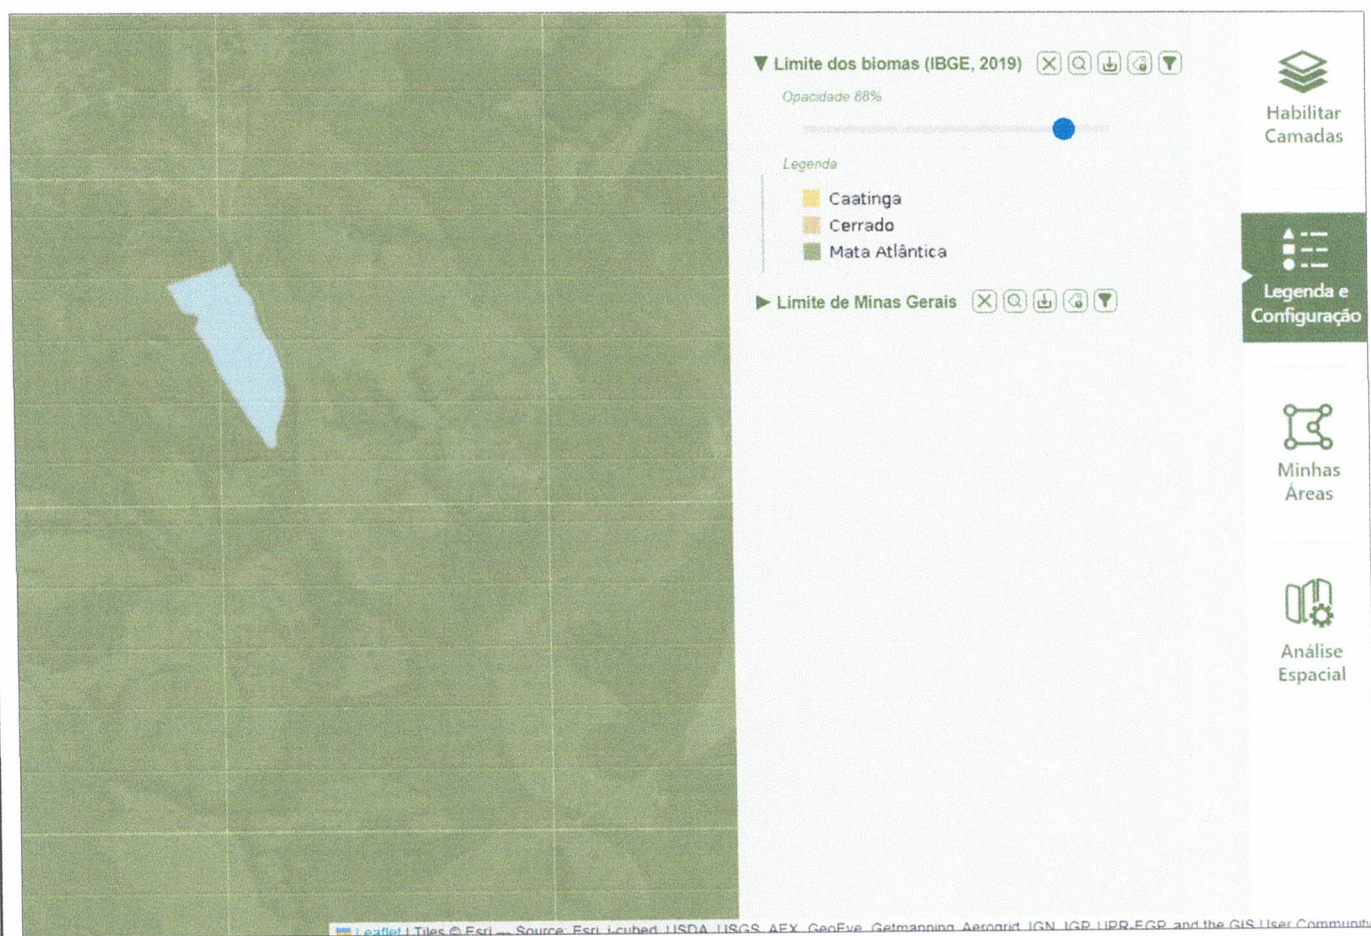 Limite dos biomas (IBGE, 2019)
Opacidade 88%
Legenda
Caatinga
Cerrado
Mata Atlântica
Limite de Minas Gerais
Habilitar
Camadas
Legenda e
Configuração
Minhas
Áreas
Análise
Espacial
Leaflet | Tiles © Esri — Source: Esri, i-cubed, USDA, USGS, AEX, GeoEye, Getmapping, Aerogrid, IGN, IGP, UPR-EGP, and the GIS User Community